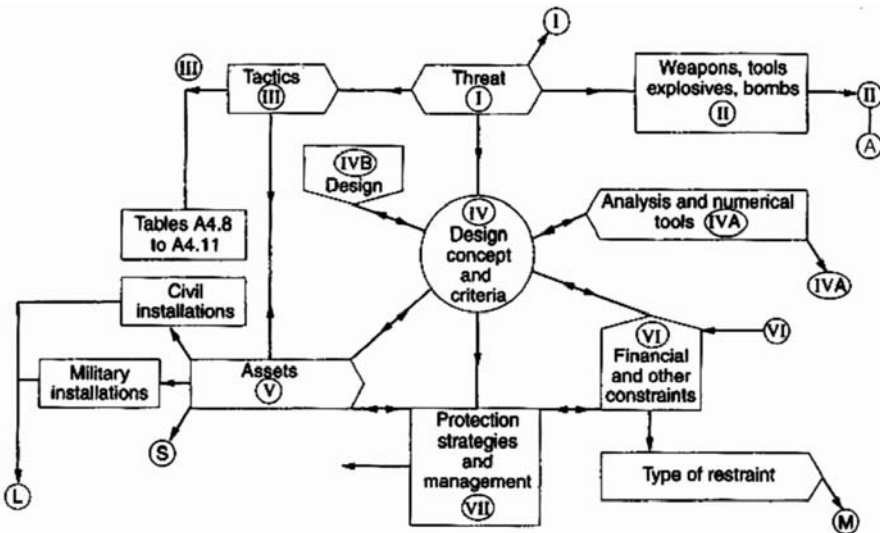 I
III
Tactics
III
Threat
I
Weapons, tools
explosives, bombs
II
II
A
IVB
Design
Tables A4.8
to A4.11
IV
Design
concept
and
criteria
Analysis and numerical
tools IVA
IVA
Civil
installations
VI
Financial
and other
constraints
VI
Military
installations
Assets
V
Protection
strategies
and
management
VII
S
L
Type of restraint
M